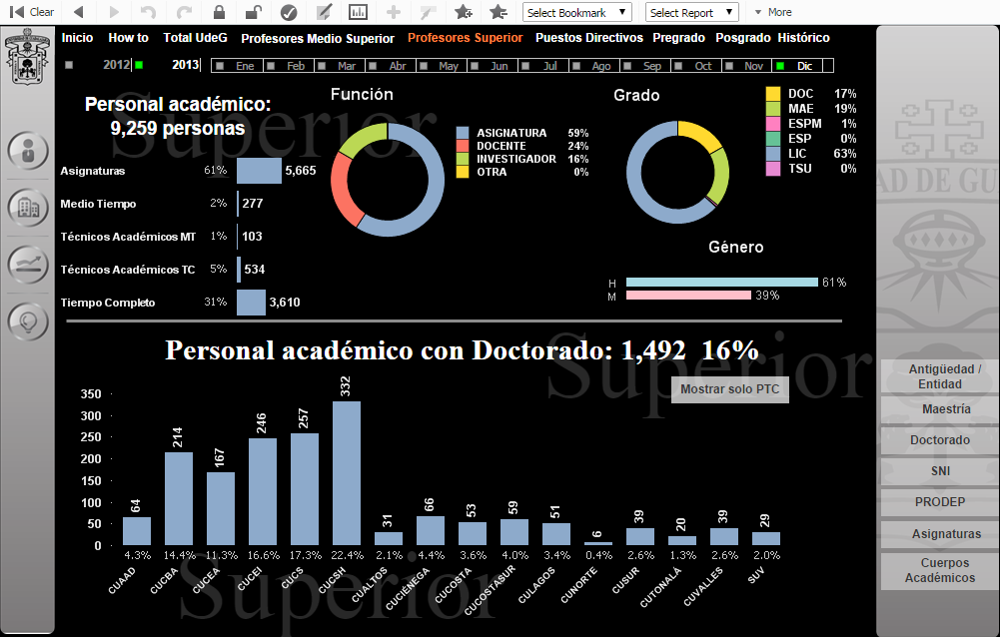 Clear
Select Bookmark
Select Report
More
Inicio How to Total UdeG Profesores Medio Superior Profesores Superior Puestos Directivos Pregrado Posgrado Histórico
2012 2013 Ene Feb Mar Abr May Jun Jul Ago Sep Oct Nov Dic
Superior
Personal académico:
9,259 personas
Asignaturas 61% 5,665
Medio Tiempo 2% 277
Técnicos Académicos MT 1% 103
Técnicos Académicos TC 5% 534
Tiempo Completo 31% 3,610
Función
ASIGNATURA 59%
DOCENTE 24%
INVESTIGADOR 16%
OTRA 0%
Grado
DOC 17%
MAE 19%
ESPM 1%
ESP 0%
LIC 63%
TSU 0%
Género
H 61%
M 39%
AD DE GU
Superior
Personal académico con Doctorado: 1,492 16%
Mostrar solo PTC
350
300
250
200
150
100
50
0
64 214 167 246 257 332 31 66 53 59 51 6 39 20 39 29
4.3% 14.4% 11.3% 16.6% 17.3% 22.4% 2.1% 4.4% 3.6% 4.0% 3.4% 0.4% 2.6% 1.3% 2.6% 2.0%
CUAAD CUCBA CUCEA CUCEI CUCS CUCSH CUALTOS CUCIÉNEGA CUCOSTA CUCOSTASUR CULAGOS CUNORTE CUSUR CUTONALÁ CUVALLES SUV
Superior
Antigüedad /
Entidad
Maestría
Doctorado
SNI
PRODEP
Asignaturas
Cuerpos
Académicos